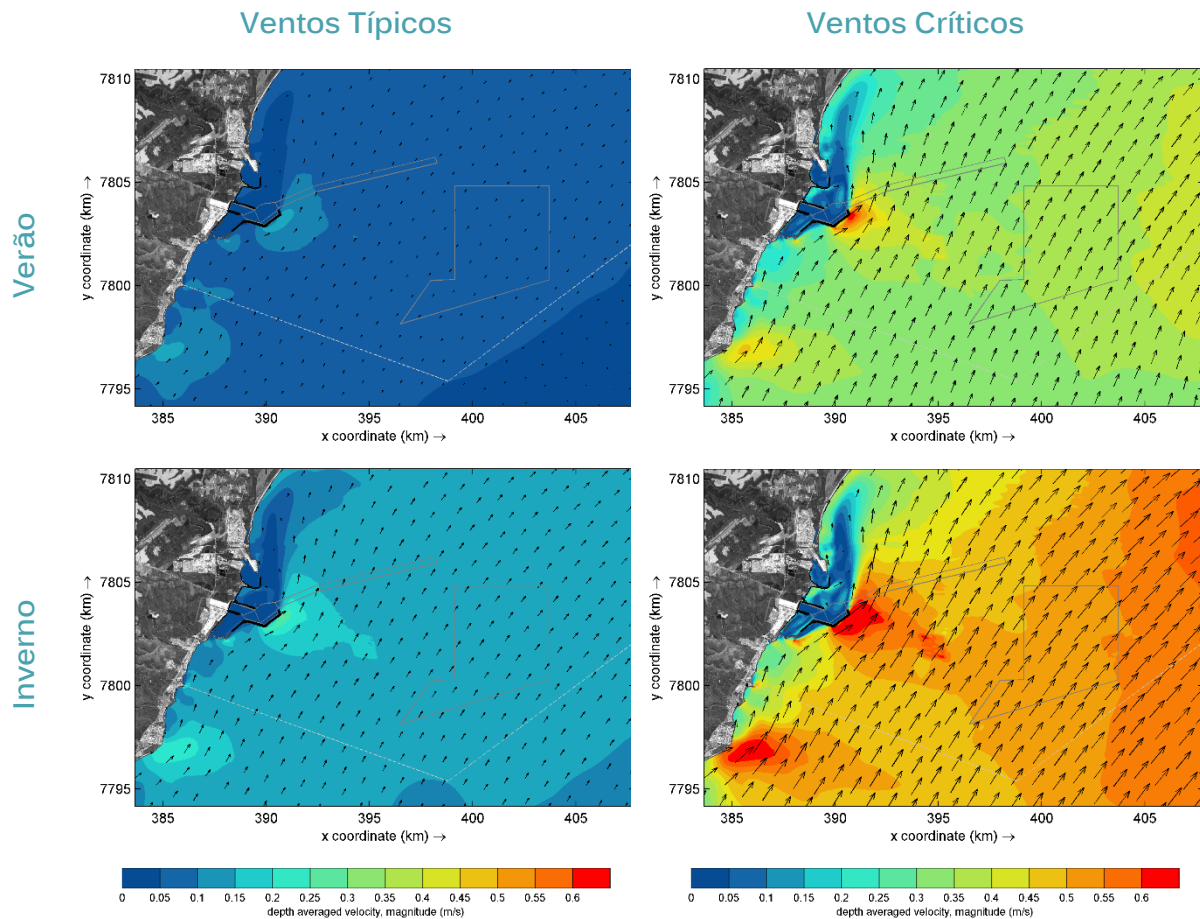 Ventos Típicos
Ventos Críticos
Verão
7810
7805
7800
7795
y coordinate (km) →
385
390
395
400
405
x coordinate (km) →
7810
7805
7800
7795
y coordinate (km) →
385
390
395
400
405
x coordinate (km) →
Inverno
7810
7805
7800
7795
y coordinate (km) →
385
390
395
400
405
x coordinate (km) →
7810
7805
7800
7795
y coordinate (km) →
385
390
395
400
405
x coordinate (km) →
0 0.05 0.1 0.15 0.2 0.25 0.3 0.35 0.4 0.45 0.5 0.55 0.6
depth averaged velocity, magnitude (m/s)
0 0.05 0.1 0.15 0.2 0.25 0.3 0.35 0.4 0.45 0.5 0.55 0.6
depth averaged velocity, magnitude (m/s)